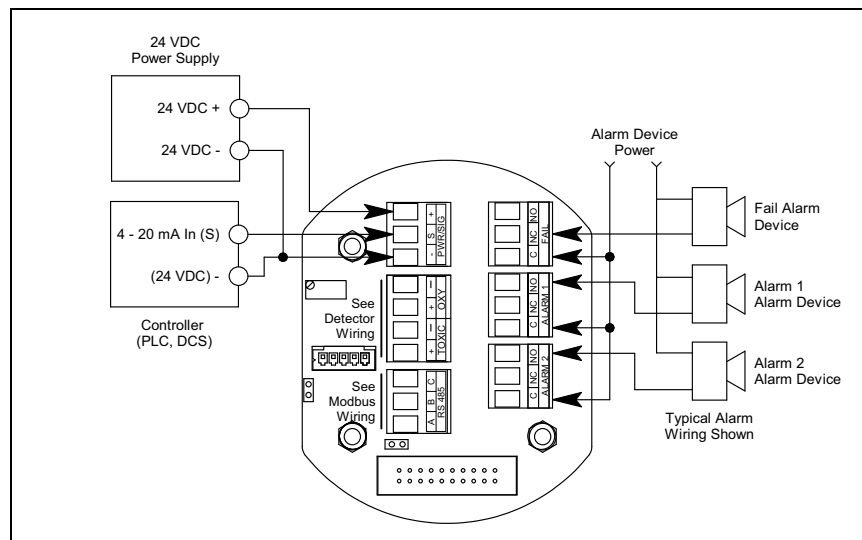 24 VDC
Power Supply
24 VDC +
24 VDC -
4 - 20 mA In (S)
(24 VDC) -
Controller
(PLC, DCS)
+
S
-
PWR/SIG
See
Detector
Wiring
+
-
+
-
TOXIC
OXY
See
Modbus
Wiring
A
B
C
RS 485
C
NC
NO
FAIL
C
NC
NO
ALARM 1
C
NC
NO
ALARM 2
Alarm Device
Power
Fail Alarm
Device
Alarm 1
Alarm Device
Alarm 2
Alarm Device
Typical Alarm
Wiring Shown